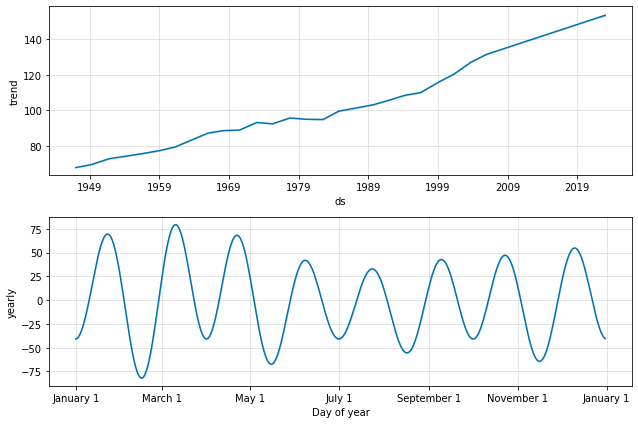 140
120
100
80
trend
1949 1959 1969 1979 1989 1999 2009 2019
ds
75
50
25
0
−25
−50
−75
yearly
January 1 March 1 May 1 July 1 September 1 November 1 January 1
Day of year